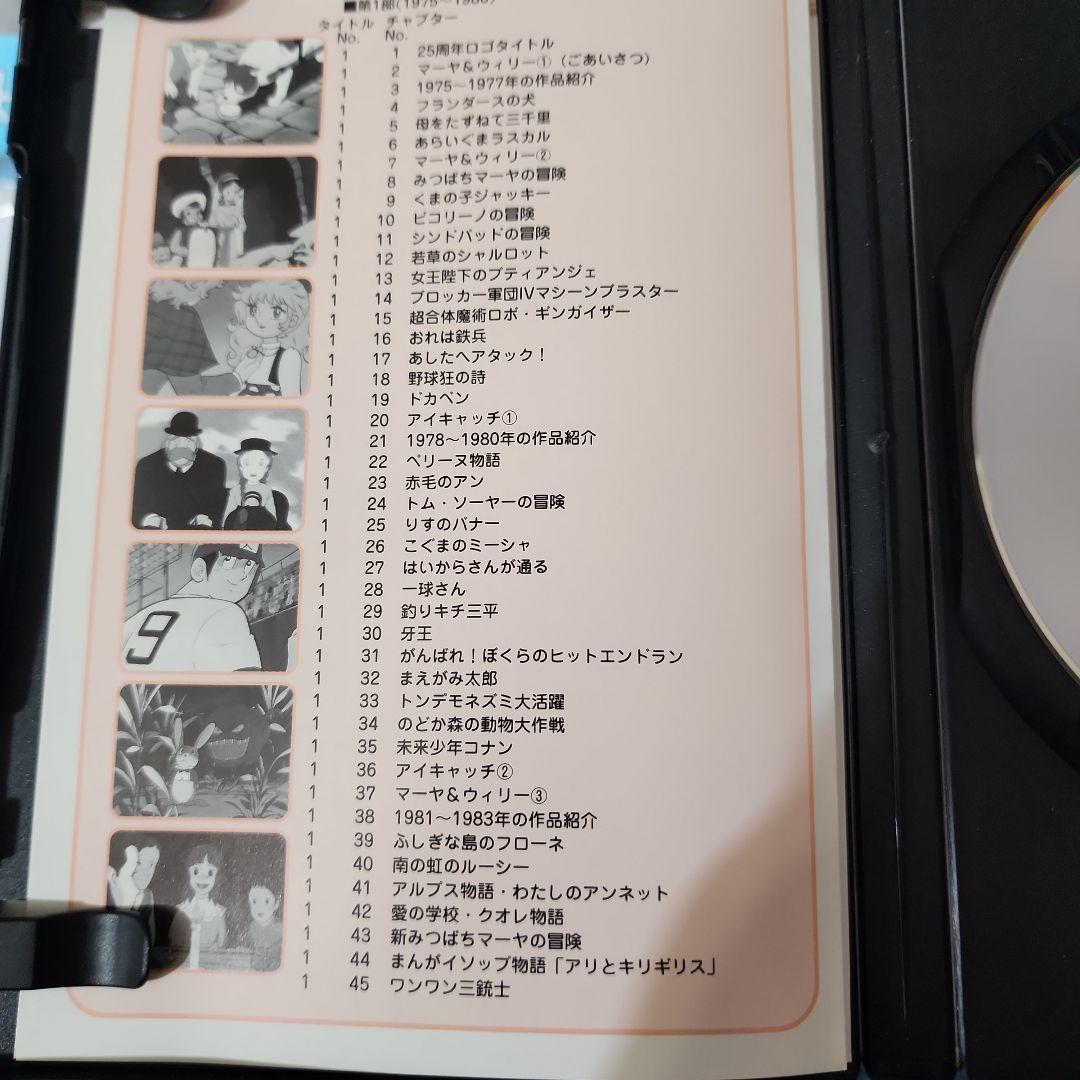 ■第1部(1975~1986)
タイトル チャプター
No. No.
1 1 25周年ロゴタイトル
1 2 マーヤ&ウィリー①(ごあいさつ)
1 3 1975~1977年の作品紹介
1 4 フランダースの犬
1 5 母をたずねて三千里
1 6 あらいぐまラスカル
1 7 マーヤ&ウィリー②
1 8 みつばちマーヤの冒険
1 9 くまの子ジャッキー
1 10 ピコリーノの冒険
1 11 シンドバッドの冒険
1 12 若草のシャルロット
1 13 女王陛下のプティアンジェ
1 14 ブロッカー軍団Ⅳマシーンブラスター
1 15 超合体魔術ロボ・ギンガイザー
1 16 おれは鉄兵
1 17 あしたへアタック!
1 18 野球狂の詩
1 19 ドカベン
1 20 アイキャッチ①
1 21 1978~1980年の作品紹介
1 22 ペリーヌ物語
1 23 赤毛のアン
1 24 トム・ソーヤーの冒険
1 25 りすのバナー
1 26 こぐまのミーシャ
1 27 はいからさんが通る
1 28 一球さん
1 29 釣りキチ三平
1 30 牙王
1 31 がんばれ!ぼくらのヒットエンドラン
1 32 まえがみ太郎
1 33 トンデモネズミ大活躍
1 34 のどか森の動物大作戦
1 35 未来少年コナン
1 36 アイキャッチ②
1 37 マーヤ&ウィリー③
1 38 1981~1983年の作品紹介
1 39 ふしぎな島のフローネ
1 40 南の虹のルーシー
1 41 アルプス物語・わたしのアンネット
1 42 愛の学校・クオレ物語
1 43 新みつばちマーヤの冒険
1 44 まんがイソップ物語「アリとキリギリス」
1 45 ワンワン三銃士
9